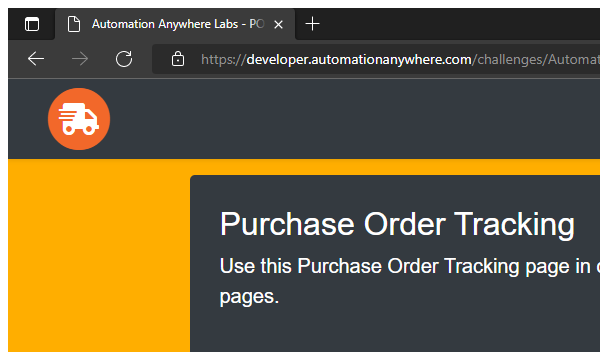 Automation Anywhere Labs - PO
https://developer.automationanywhere.com/challenges/Automat
Purchase Order Tracking
Use this Purchase Order Tracking page in
pages.